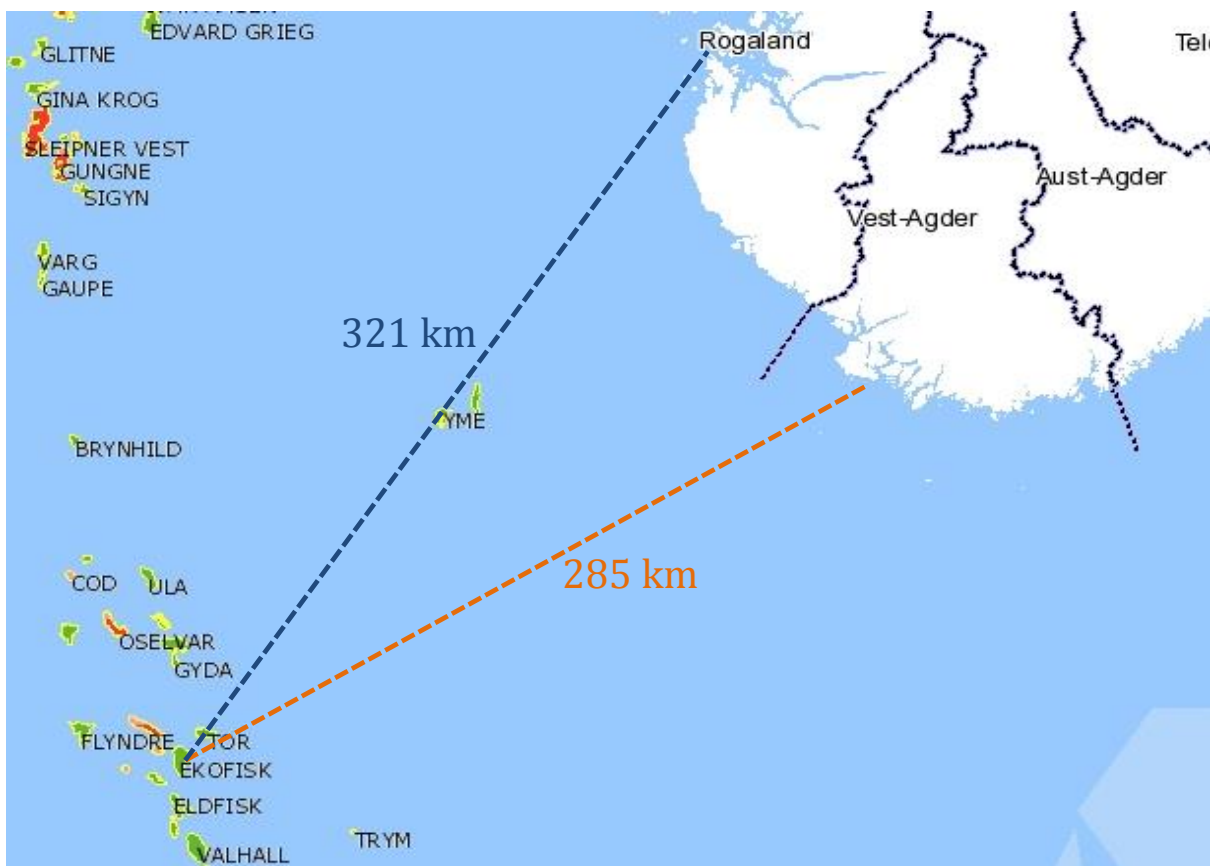 EDVARD GRIEG
Rogaland
GLITNE
GINA KROG
SLEIPNER VEST
GUNGNE
Aust-Agder
SIGYN
Vest-Agder
VARG
GAUPE
321 km
YME
BRYNHILD
285 km
COD
ULA
OSELVAR
GYDA
FLYNDRE
TOR
EKOFISK
ELDFISK
TRYM
VALHALL